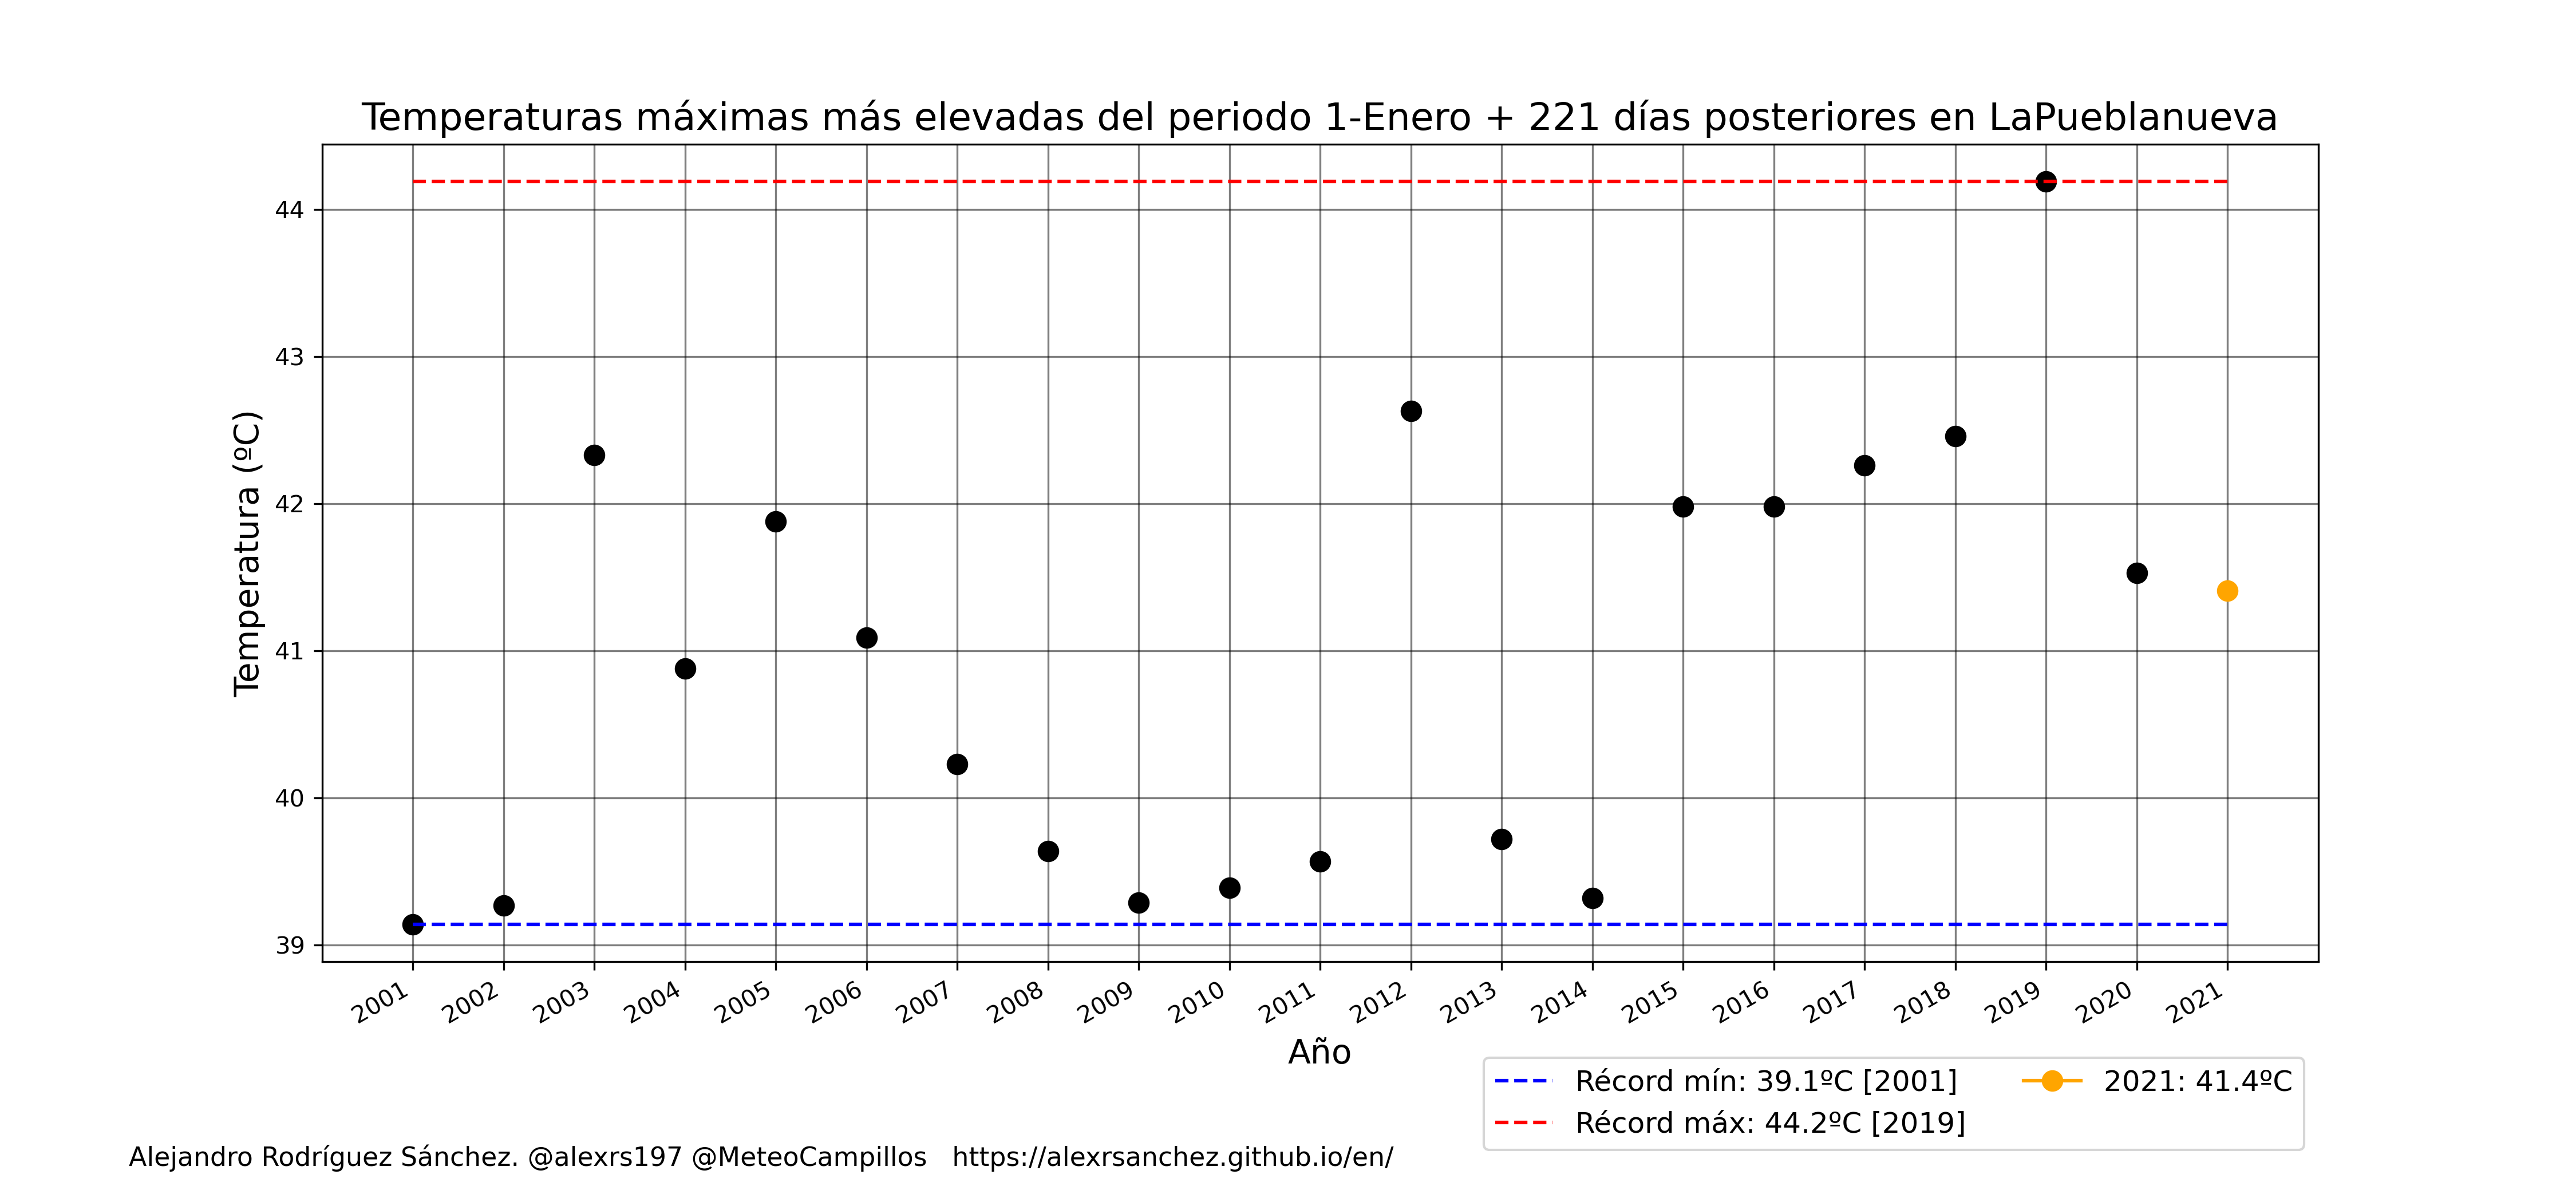 Temperaturas máximas más elevadas del periodo 1-Enero + 221 días posteriores en LaPueblanueva
Temperatura (ºC)
44
43
42
41
40
39
2001 2002 2003 2004 2005 2006 2007 2008 2009 2010 2011 2012 2013 2014 2015 2016 2017 2018 2019 2020 2021
Año
Récord mín: 39.1ºC [2001]
Récord máx: 44.2ºC [2019]
2021: 41.4ºC
Alejandro Rodríguez Sánchez. @alexrs197 @MeteoCampillos https://alexrsanchez.github.io/en/